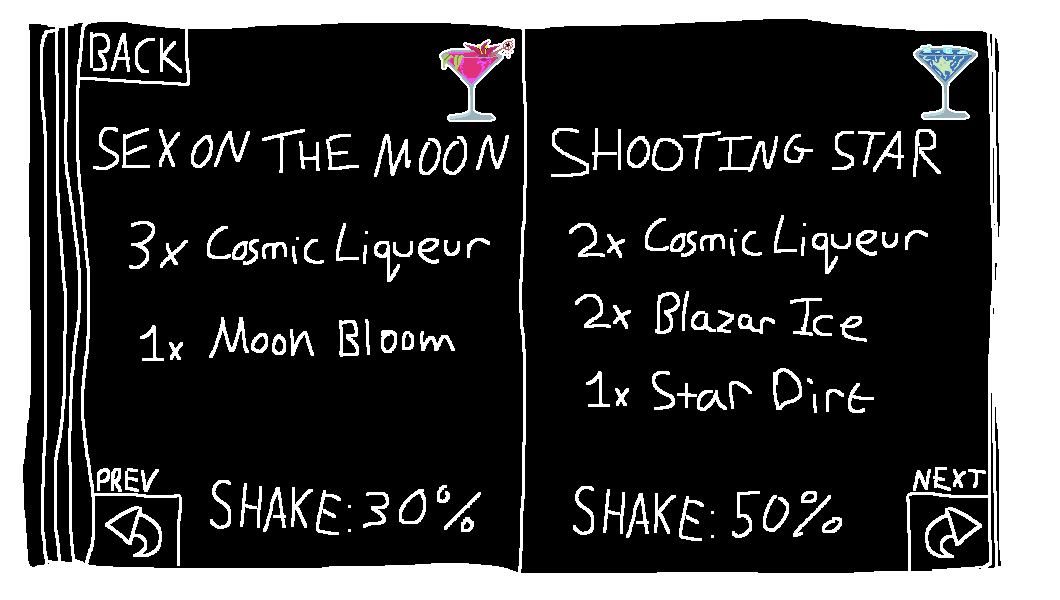 BACK
SEX ON THE MOON
3x Cosmic Liqueur
1x Moon Bloom
SHAKE: 30%
PREV
SHOOTING STAR
2x Cosmic Liqueur
2x Blazar Ice
1x Star Dirt
SHAKE: 50%
NEXT